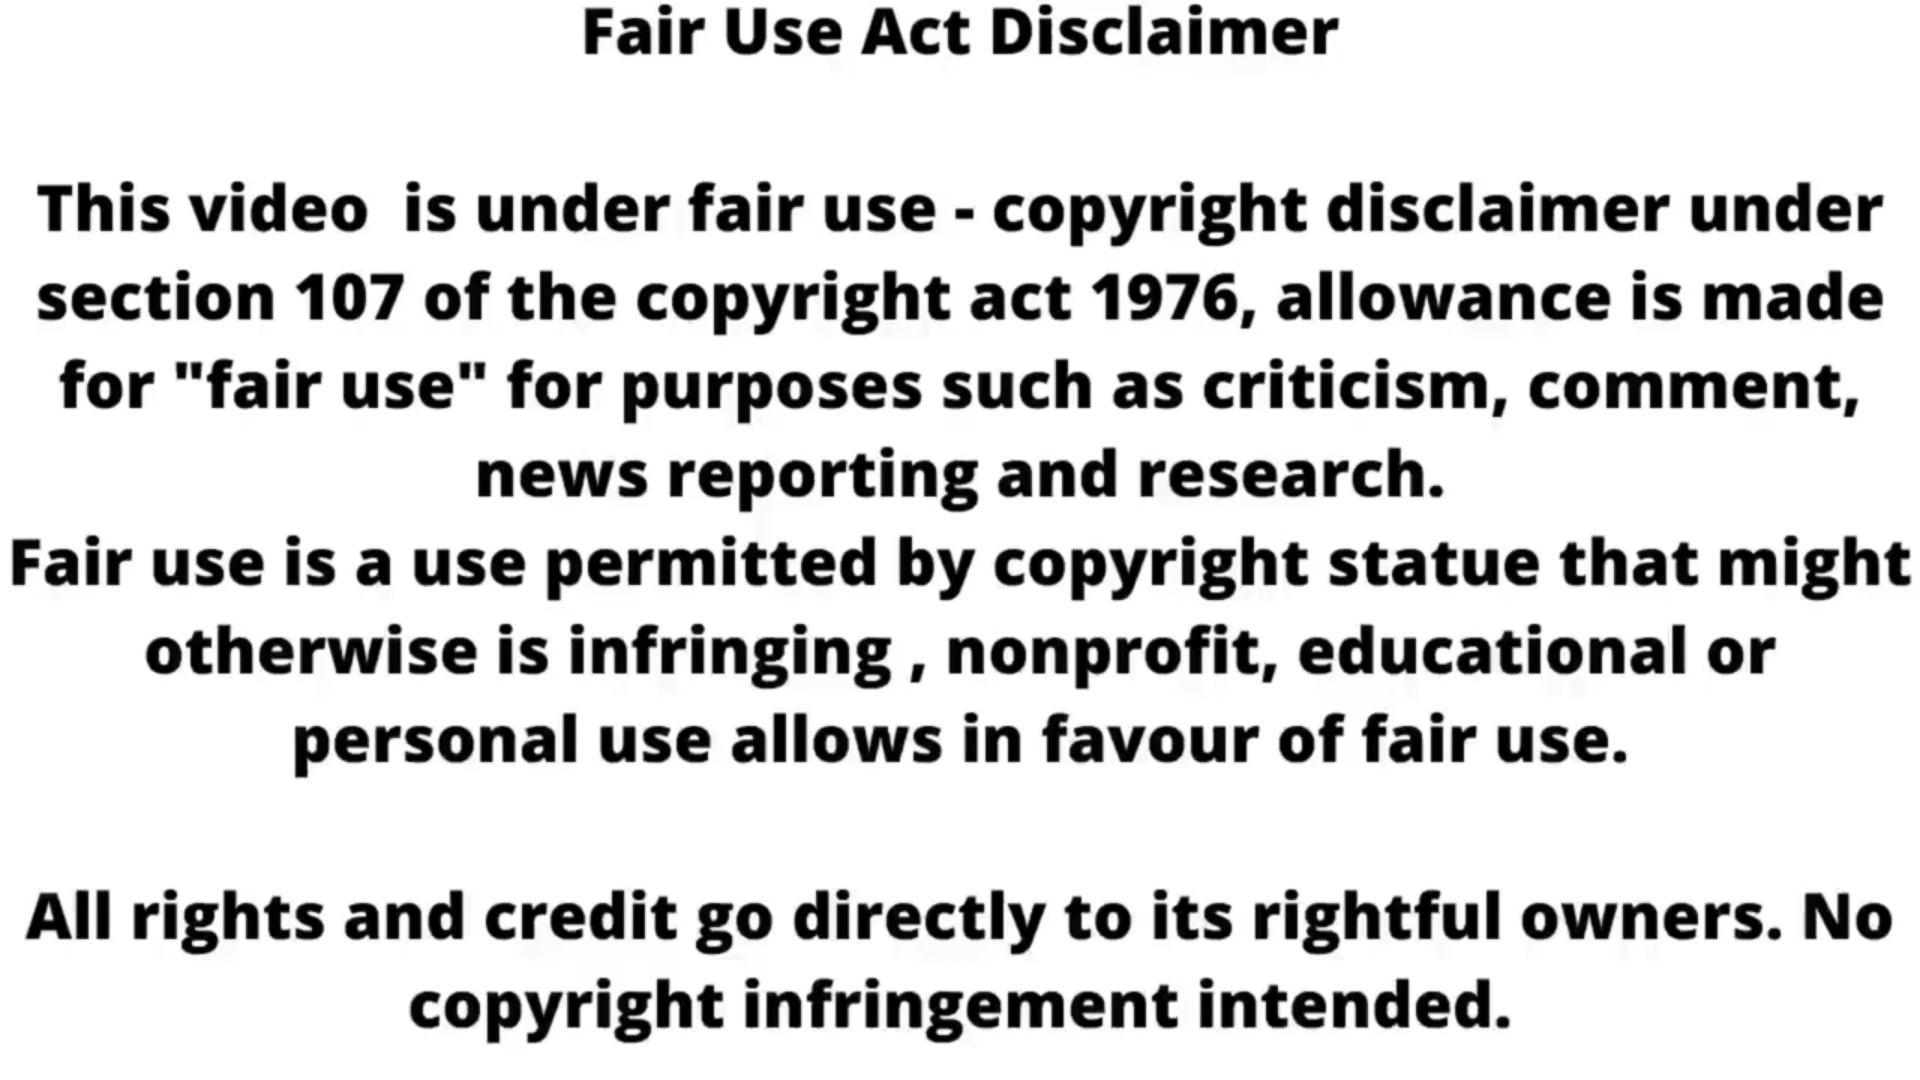 Fair Use Act Disclaimer
This video  is under fair use - copyright disclaimer under
section 107 of the copyright act 1976, allowance is made
for "fair use" for purposes such as criticism, comment,
news reporting and research.
Fair use is a use permitted by copyright statue that might
otherwise is infringing , nonprofit, educational or
personal use allows in favour of fair use.
All rights and credit go directly to its rightful owners. No
copyright infringement intended.